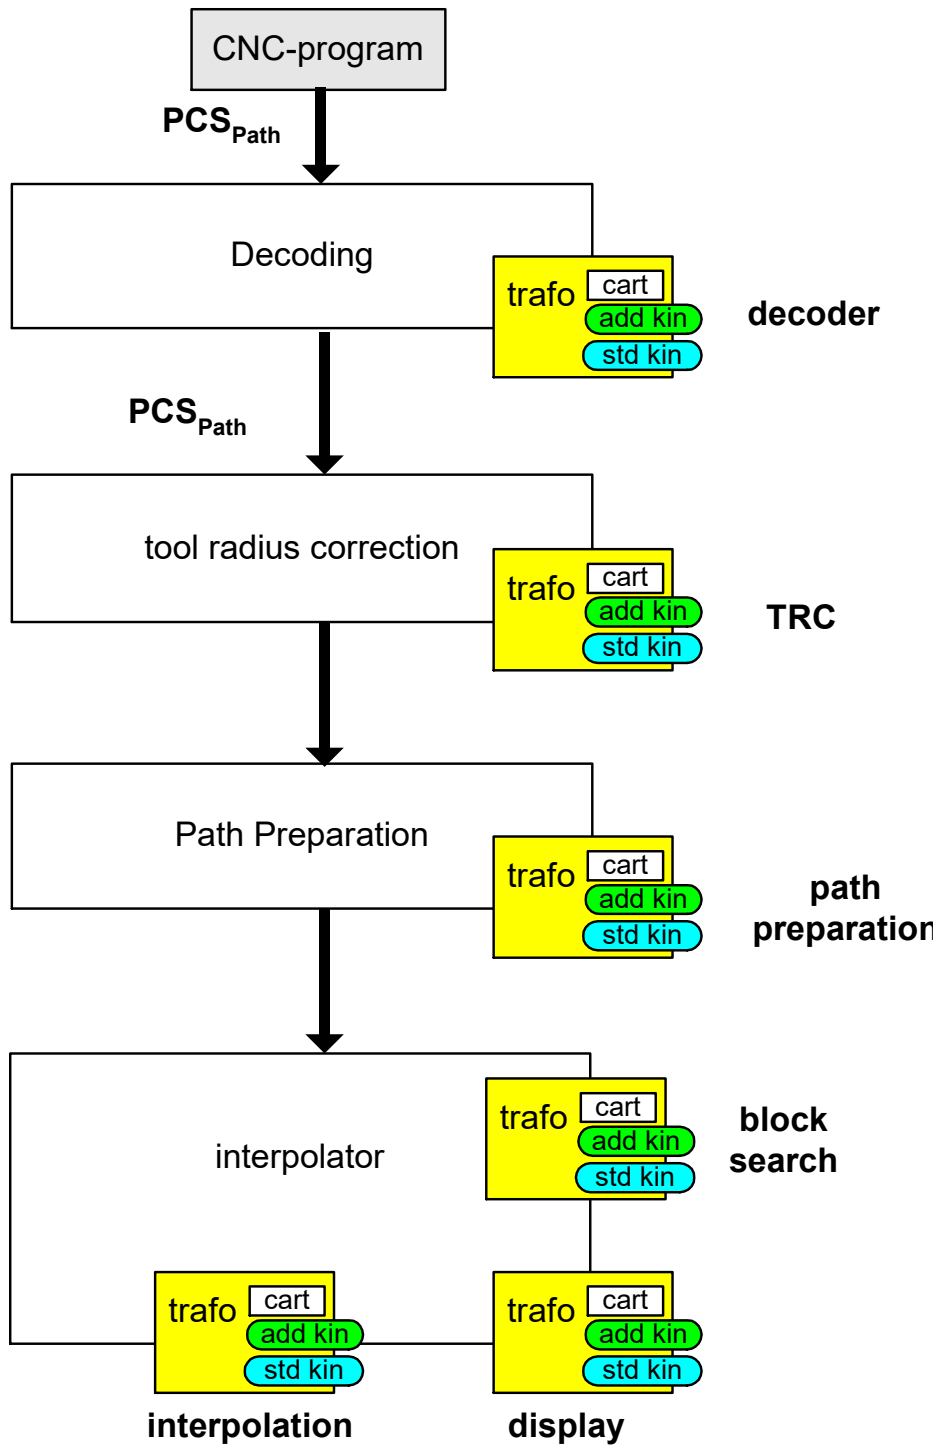 CNC-program
PCSPath
Decoding
trafo
cart
add kin
std kin
decoder
PCSPath
tool radius correction
trafo
cart
add kin
std kin
TRC
Path Preparation
trafo
cart
add kin
std kin
path
preparation
interpolator
trafo
cart
add kin
std kin
block
search
trafo
cart
add kin
std kin
interpolation
trafo
cart
add kin
std kin
display